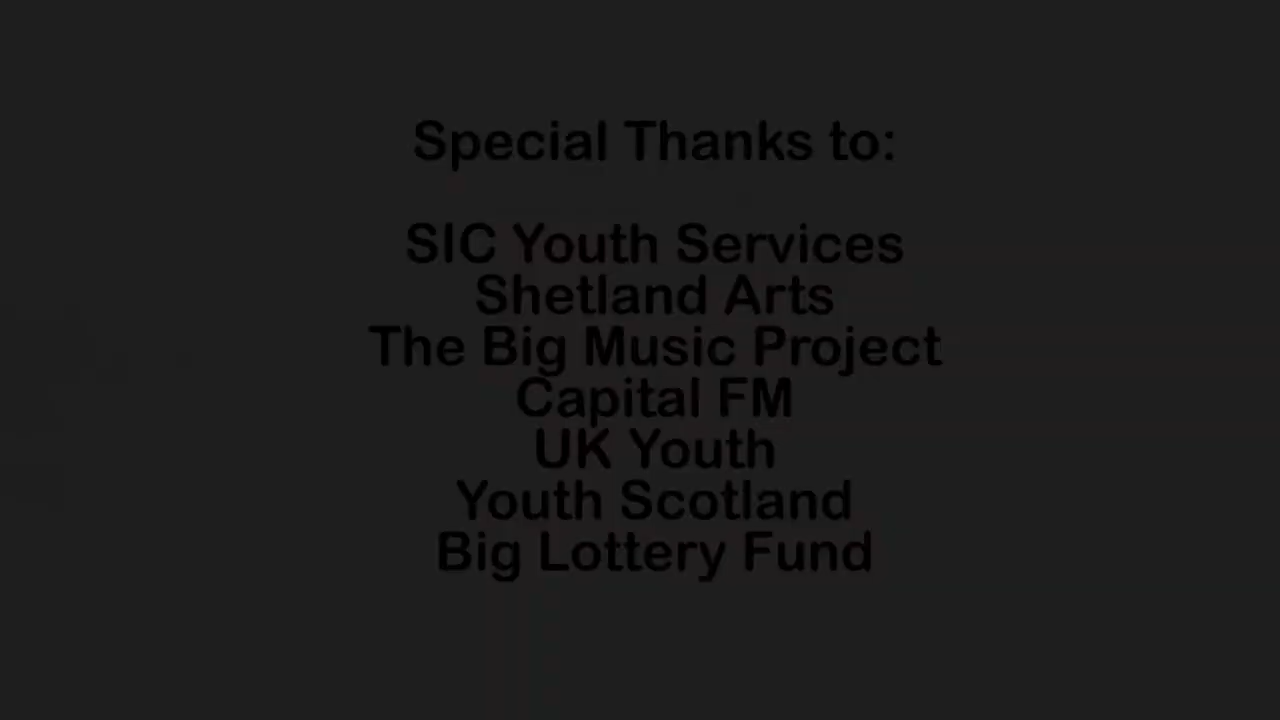 Special Thanks to:
SIC Youth Services
Shetland Arts
The Big Music Project
Capital FM
UK Youth
Youth Scotland
Big Lottery Fund